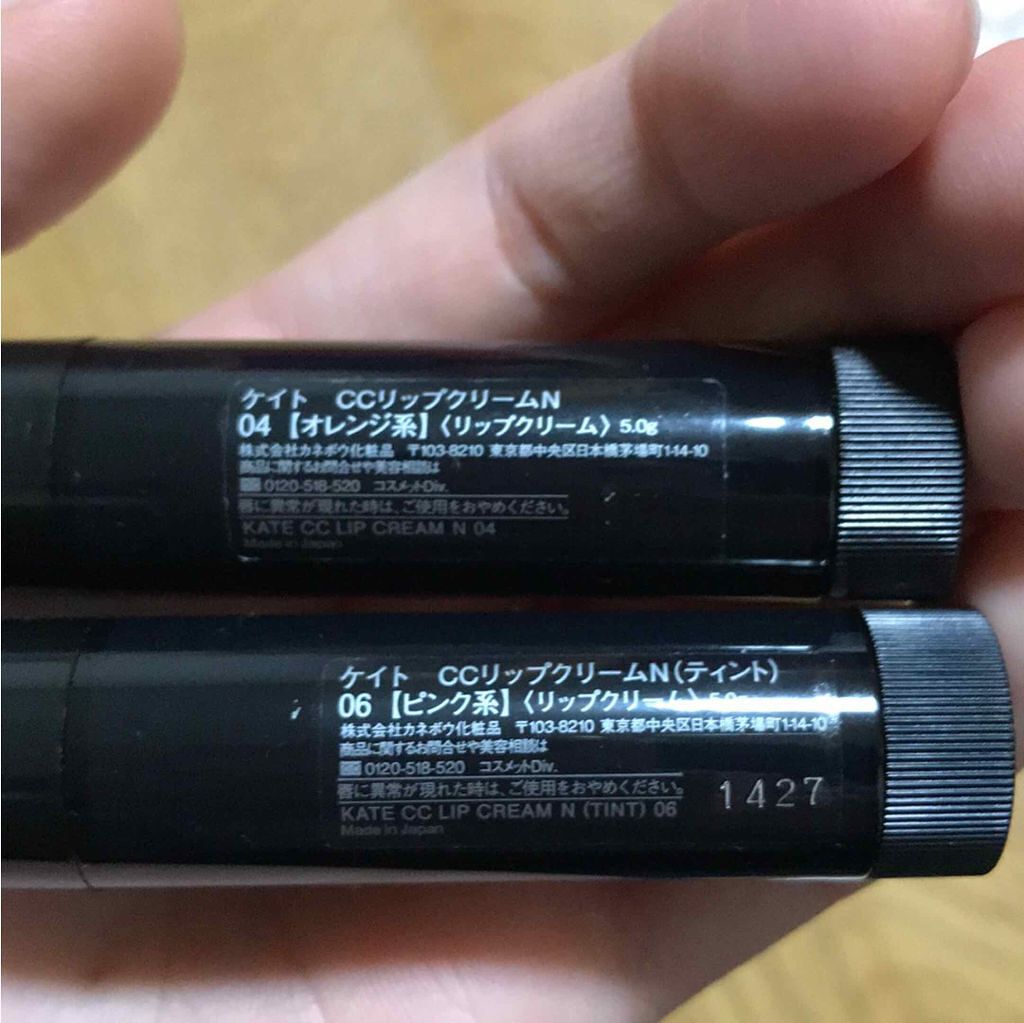 ケイト CCリップクリームN
04【オレンジ系】〈リップクリーム〉5.0g
株式会社カネボウ化粧品 〒103-8210 東京都中央区日本橋茅場町1-14-10
商品に関するお問合せや美容相談は
0120-518-520 コスメットDiv.
唇に異常が現れた時は、ご使用をおやめください。
KATE CC LIP CREAM N 04
Made in Japan
ケイト CCリップクリームN(ティント)
06【ピンク系】〈リップクリーム〉5.0g
株式会社カネボウ化粧品 〒103-8210 東京都中央区日本橋茅場町1-14-10
商品に関するお問合せや美容相談は
0120-518-520 コスメットDiv.
唇に異常が現れた時は、ご使用をおやめください。
KATE CC LIP CREAM N (TINT) 06
Made in Japan
1427